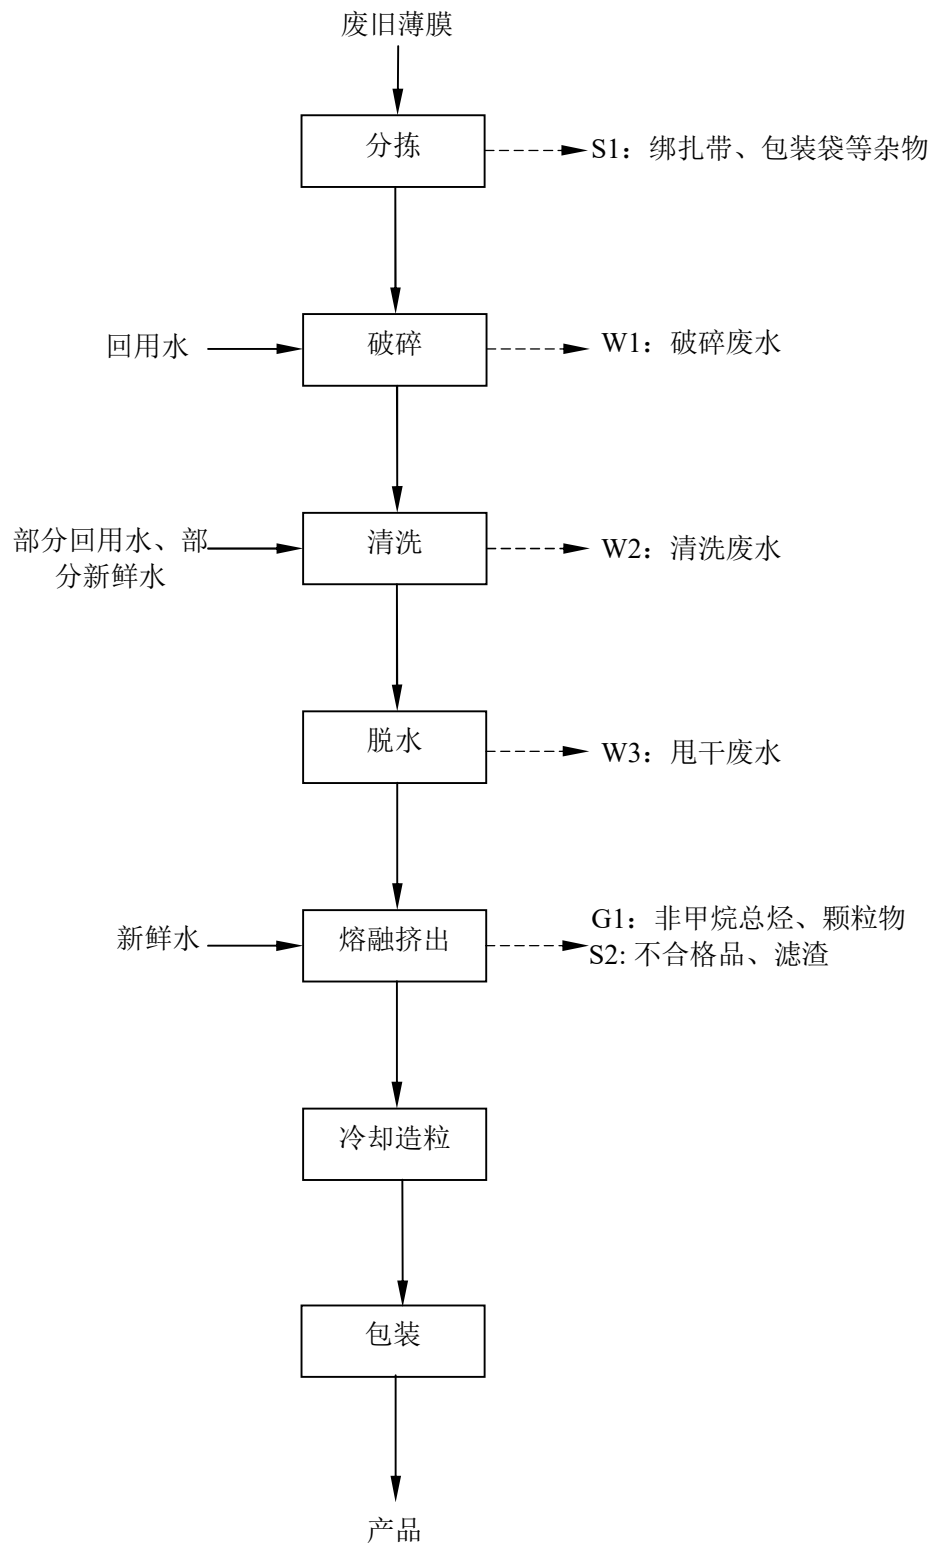 废旧薄膜
分拣
S1：绑扎带、包装袋等杂物
回用水
破碎
W1：破碎废水
部分回用水、部
分新鲜水
清洗
W2：清洗废水
脱水
W3：甩干废水
新鲜水
熔融挤出
G1：非甲烷总烃、颗粒物
S2: 不合格品、滤渣
冷却造粒
包装
产品